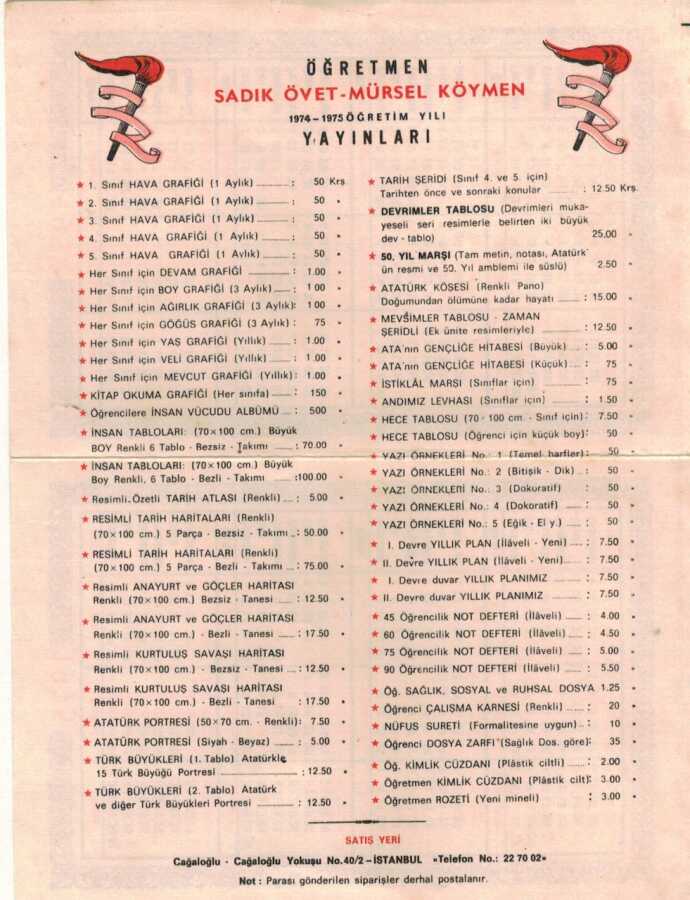 ÖĞRETMEN
SADIK ÖVET-MÜRSEL KÖYMEN
1974-1975 ÖĞRETİM YILI
YAYINLARI
★ 1. Sınıf HAVA GRAFİĞİ (1 Aylık) : 50 Krş
★ 2. Sınıf HAVA GRAFİĞİ (1 Aylık) : 50 "
★ 3. Sınıf HAVA GRAFİĞİ (1 Aylık) : 50 "
★ 4. Sınıf HAVA GRAFİĞİ (1 Aylık) : 50 "
★ 5. Sınıf HAVA GRAFİĞİ (1 Aylık) : 50 "
★ Her Sınıf için DEVAM GRAFİĞİ : 1.00 "
★ Her Sınıf için BOY GRAFİĞİ (3 Aylık) : 1 00 "
★ Her Sınıf için AĞIRLIK GRAFİĞİ (3 Aylık): 1 00 "
★ Her Sınıf için GÖĞÜS GRAFİĞİ (3 Aylık) : 75 "
★ Her Sınıf için YAŞ GRAFİĞİ (Yıllık) : 1.00 "
★ Her Sınıf için VELİ GRAFİĞİ (Yıllık) : 1.00 "
★ Her Sınıf için MEVCUT GRAFİĞİ (Yıllık): 1 00 "
★ KİTAP OKUMA GRAFİĞİ (Her sınıfa) : 150 "
★ Öğrencilere İNSAN VÜCUDU ALBÜMÜ : 500 "
★ İNSAN TABLOLARI: (70×100 cm.) Büyük
BOY Renkli 6 Tablo - Bezsiz - Takımı : 70.00 "
★ İNSAN TABLOLARI: (70×100 cm.) Büyük
Boy Renkli, 6 Tablo - Bezli - Takımı :100.00 "
★ Resimli-Özetli TARİH ATLASI (Renkli) : 5.00 "
★ RESİMLİ TARİH HARİTALARI (Renkli)
(70×100 cm.) 5 Parça - Bezsiz - Takımı : 50.00 "
★ RESİMLİ TARİH HARİTALARI (Renkli)
(70×100 cm.) 5 Parça - Bezli - Takımı : 75.00 "
★ Resimli ANAYURT ve GÖÇLER HARİTASI
Renkli (70×100 cm.) Bezsiz - Tanesi : 12.50 "
★ Resimli ANAYURT ve GÖÇLER HARİTASI
Renkli (70×100 cm.) - Bezli - Tanesi : 17.50 "
★ Resimli KURTULUŞ SAVAŞI HARİTASI
Renkli (70×100 cm.) - Bezsiz - Tanesi : 12.50 "
★ Resimli KURTULUŞ SAVAŞI HARİTASI
Renkli (70×100 cm.) - Bezli - Tanesi : 17.50 "
★ ATATÜRK PORTRESİ (50×70 cm. - Renkli): 7.50 "
★ ATATÜRK PORTRESİ (Siyah - Beyaz) : 5.00 "
★ TÜRK BÜYÜKLERİ (1. Tablo) Atatürkle
15 Türk Büyüğü Portresi : 12.50 "
★ TÜRK BÜYÜKLERİ (2. Tablo) Atatürk
ve diğer Türk Büyükleri Portresi : 12.50 "
★ TARİH ŞERİDİ (Sınıf 4. ve 5. için)
Tarihten önce ve sonraki konular : 12.50 Krş.
★ DEVRİMLER TABLOSU (Devrimleri muka-
yeseli seri resimlerle belirten iki büyük
dev - tablo) 25.00 "
★ 50. YIL MARŞI (Tam metin, notası, Atatürk'
ün resmi ve 50. Yıl amblemi ile süslü) 2.50 "
★ ATATÜRK KÖŞESİ (Renkli Pano)
Doğumundan ölümüne kadar hayatı : 15.00 "
★ MEVSİMLER TABLOSU - ZAMAN
ŞERİDLİ (Ek ünite resimleriyle) : 12.50 "
★ ATA'nın GENÇLİĞE HİTABESİ (Büyük) : 5.00 "
★ ATA'nın GENÇLİĞE HİTABESİ (Küçük) : 75 "
★ İSTİKLÂL MARŞI (Sınıflar için) : 75 "
★ ANDIMIZ LEVHASI (Sınıflar için) : 1.50 "
★ HECE TABLOSU (70 - 100 cm. - Sınıf için): 7.50 "
★ HECE TABLOSU (Öğrenci için küçük boy): 50 "
★ YAZI ÖRNEKLERİ No.: 1 (Temel harfler): 50 "
★ YAZI ÖRNEKLERİ No.: 2 (Bitişik - Dik) : 50 "
★ YAZI ÖRNEKLERİ No.: 3 (Dokuratif) : 50 "
★ YAZI ÖRNEKLERİ No.: 4 (Dokoratif) : 50 "
★ YAZI ÖRNEKLERİ No.: 5 (Eğik - El y.) : 50 "
★ I. Devre YILLIK PLAN (İlâveli - Yeni) : 7.50 "
★ II. Devre YILLIK PLAN (İlâveli - Yeni) : 7.50 "
★ I. Devre duvar YILLIK PLANIMIZ : 7.50 "
★ II. Devre duvar YILLIK PLANIMIZ : 7.50 "
★ 45 Öğrencilik NOT DEFTERİ (İlâveli) : 4.00 "
★ 60 Öğrencilik NOT DEFTERİ (İlâveli) : 4.50 "
★ 75 Öğrencilik NOT DEFTERİ (İlâveli) : 5.00 "
★ 90 Öğrencilik NOT DEFTERİ (İlâveli) : 5.50 "
★ Öğ. SAĞLIK, SOSYAL ve RUHSAL DOSYA 1.25 "
★ Öğrenci ÇALIŞMA KARNESİ (Renkli) : 20 "
★ NÜFUS SURETİ (Formalitesine uygun) : 10 "
★ Öğrenci DOSYA ZARFI (Sağlık Dos. göre): 35 "
★ Öğ. KİMLİK CÜZDANI (Plâstik ciltli) : 2.00 "
★ Öğretmen KİMLİK CÜZDANI (Plâstik cilt): 3.00 "
★ Öğretmen ROZETİ (Yeni mineli) : 3.00 "
SATIŞ YERİ
Cağaloğlu - Cağaloğlu Yokuşu No.40/2-İSTANBUL «Telefon No.: 22 70 02»
Not : Parası gönderilen siparişler derhal postalanır.